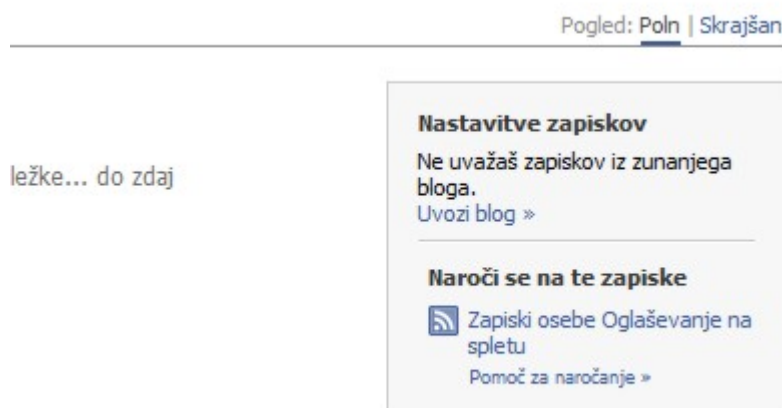 Pogled: Poln | Skrajšan
ležke... do zdaj
Nastavitve zapiskov
Ne uvažaš zapiskov iz zunanjega
bloga.
Uvozi blog »
Naroči se na te zapiske
Zapiski osebe Oglaševanje na
spletu
Pomoč za naročanje »